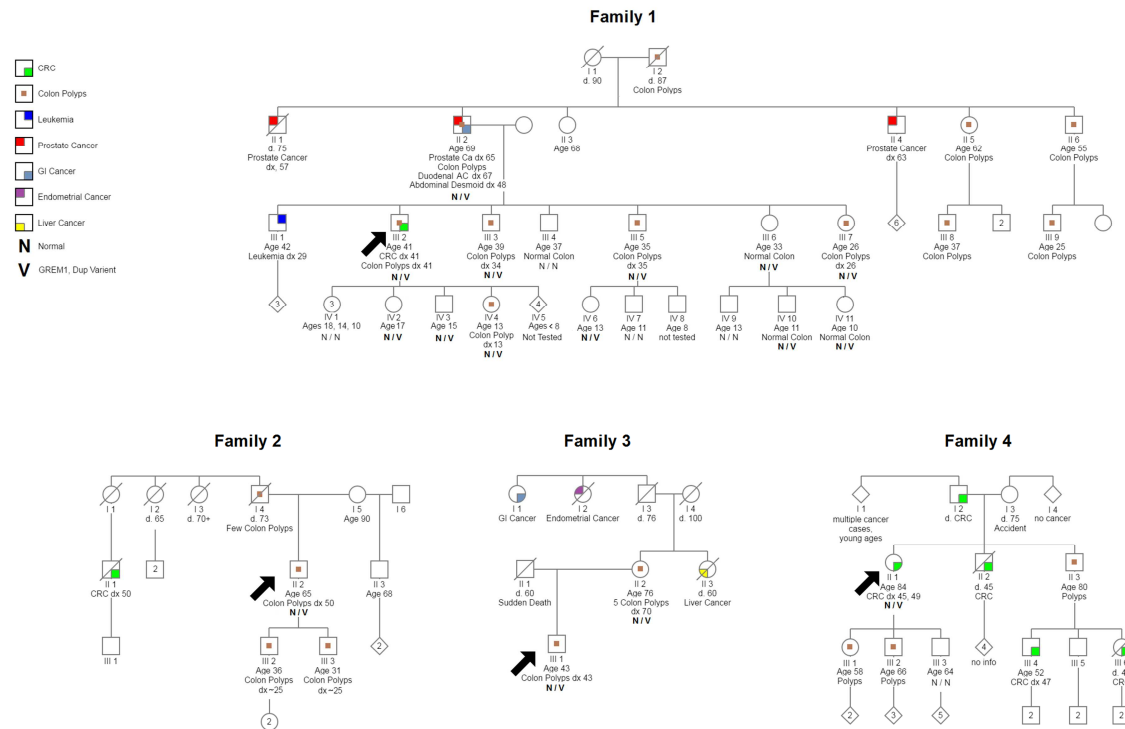 Family 1
CRC
Colon Polyps
Leukemia
Prostate Cancer
GI Cancer
Endometrial Cancer
Liver Cancer
N Normal
V GREM1, Dup Varient
I 1
d. 90
I 2
d. 87
Colon Polyps
II 1
d. 75
Prostate Cancer
dx, 57
II 2
Age 69
Prostate Ca dx 65
Colon Polyps
Duodenal AC dx 67
Abdominal Desmoid dx 48
N / V
II 3
Age 68
II 4
Prostate Cancer
dx 63
II 5
Age 62
Colon Polyps
II 6
Age 55
Colon Polyps
III 1
Age 42
Leukemia dx 29
III 2
Age 41
CRC dx 41
Colon Polyps dx 41
N / V
III 3
Age 39
Colon Polyps
dx 34
N / V
III 4
Age 37
Normal Colon
N / N
III 5
Age 35
Colon Polyps
dx 35
N / V
III 6
Age 33
Normal Colon
N / V
III 7
Age 26
Colon Polyps
dx 26
N / V
6
III 8
Age 37
Colon Polyps
2
III 9
Age 25
Colon Polyps
3
3
IV 1
Ages 18, 14, 10
N / N
IV 2
Age 17
N / V
IV 3
Age 15
N / V
IV 4
Age 13
Colon Polyp
dx 13
N / V
4
IV 5
Ages < 8
Not Tested
IV 6
Age 13
N / V
IV 7
Age 11
N / N
IV 8
Age 8
not tested
IV 9
Age 13
N / N
IV 10
Age 11
Normal Colon
N / V
IV 11
Age 10
Normal Colon
N / V
Family 2
I 1
I 2
d. 65
I 3
d. 70+
I 4
d. 73
Few Colon Polyps
I 5
Age 90
I 6
II 1
CRC dx 50
2
II 2
Age 65
Colon Polyps dx 50
N / V
II 3
Age 68
III 1
III 2
Age 36
Colon Polyps
dx ~25
III 3
Age 31
Colon Polyps
dx ~25
2
2
Family 3
I 1
GI Cancer
I 2
Endometrial Cancer
I 3
d. 76
I 4
d. 100
II 1
d. 60
Sudden Death
II 2
Age 76
5 Colon Polyps
dx 70
N / V
II 3
d. 60
Liver Cancer
III 1
Age 43
Colon Polyps dx 43
N / V
Family 4
I 1
multiple cancer
cases,
young ages
I 2
d. CRC
I 3
d. 75
Accident
I 4
no cancer
II 1
Age 84
CRC dx 45, 49
N / V
II 2
d. 45
CRC
II 3
Age 80
Polyps
III 1
Age 58
Polyps
III 2
Age 66
Polyps
III 3
Age 64
N / N
4
no info
III 4
Age 52
CRC dx 47
III 5
2
3
5
2
2
2